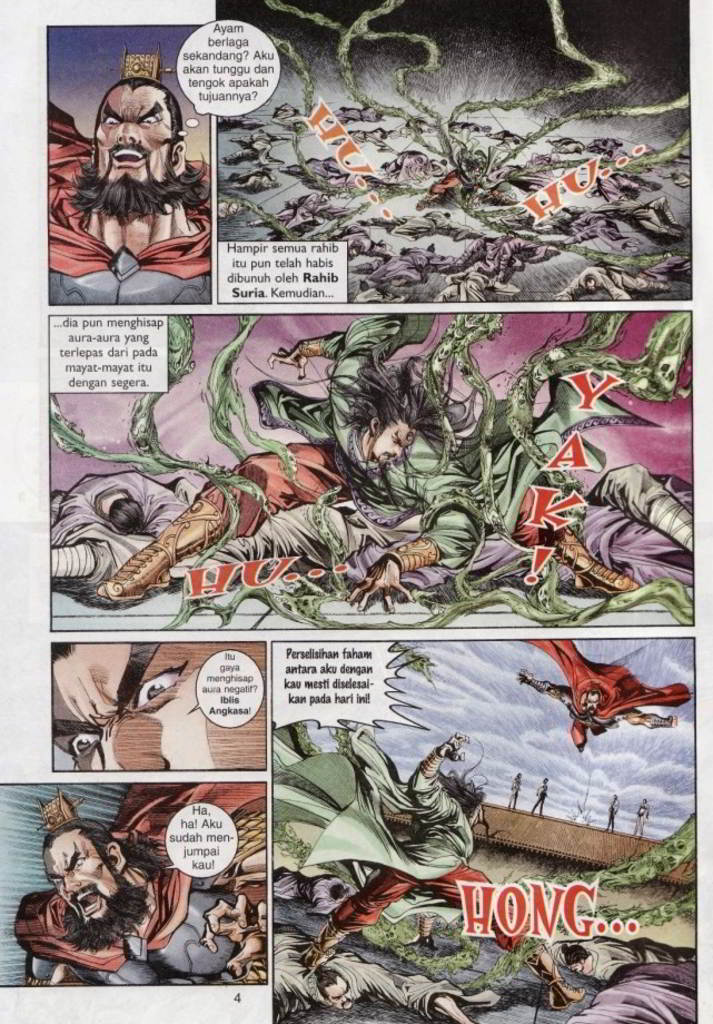 Ayam
berlaga
sekandang? Aku
akan tunggu dan
tengok apakah
tujuannya?
HU...
HU...
Hampir semua rahib
itu pun telah habis
dibunuh oleh Rahib
Suria. Kemudian...
...dia pun menghisap
aura-aura yang
terlepas dari pada
mayat-mayat itu
dengan segera.
YAK!
HU...
Itu
gaya
menghisap
aura negatif?
Iblis
Angkasa!
Perselisihan faham
antara aku dengan
kau mesti diselesai-
kan pada hari ini!
Ha,
ha! Aku
sudah men-
jumpai
kau!
HONG...
4